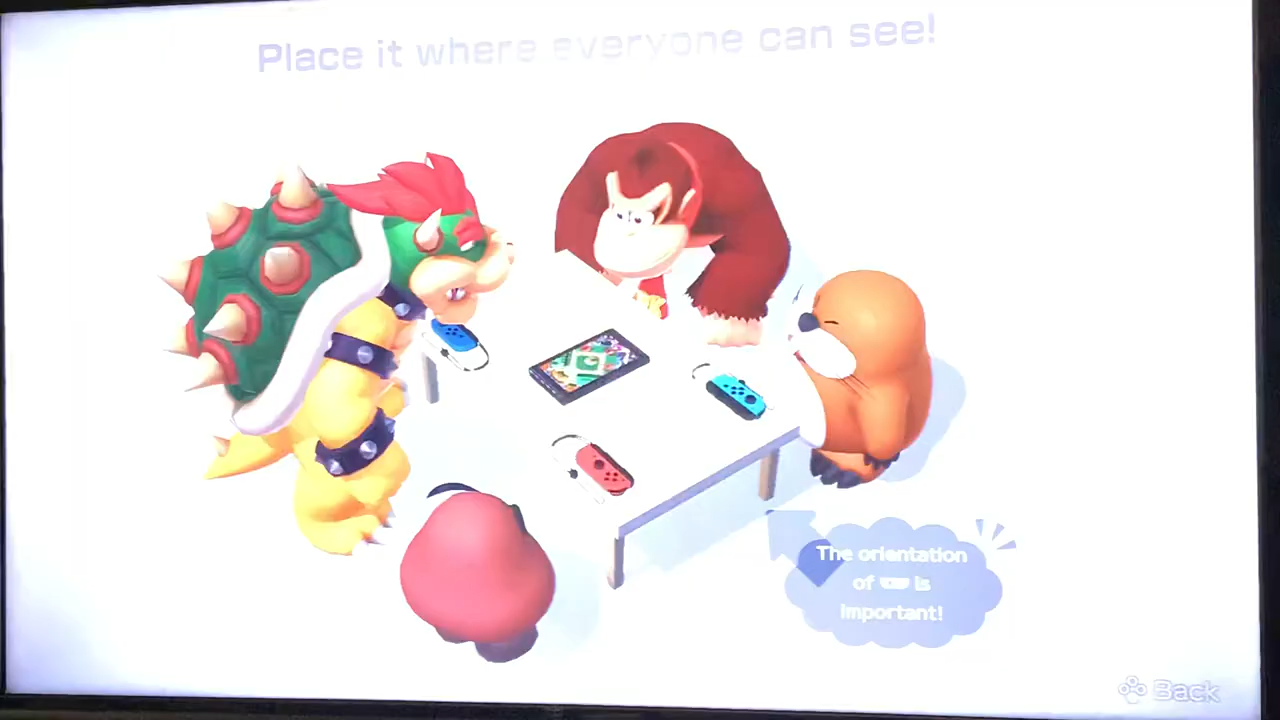 Place it where everyone can see!
The orientation
of is
important!
Back